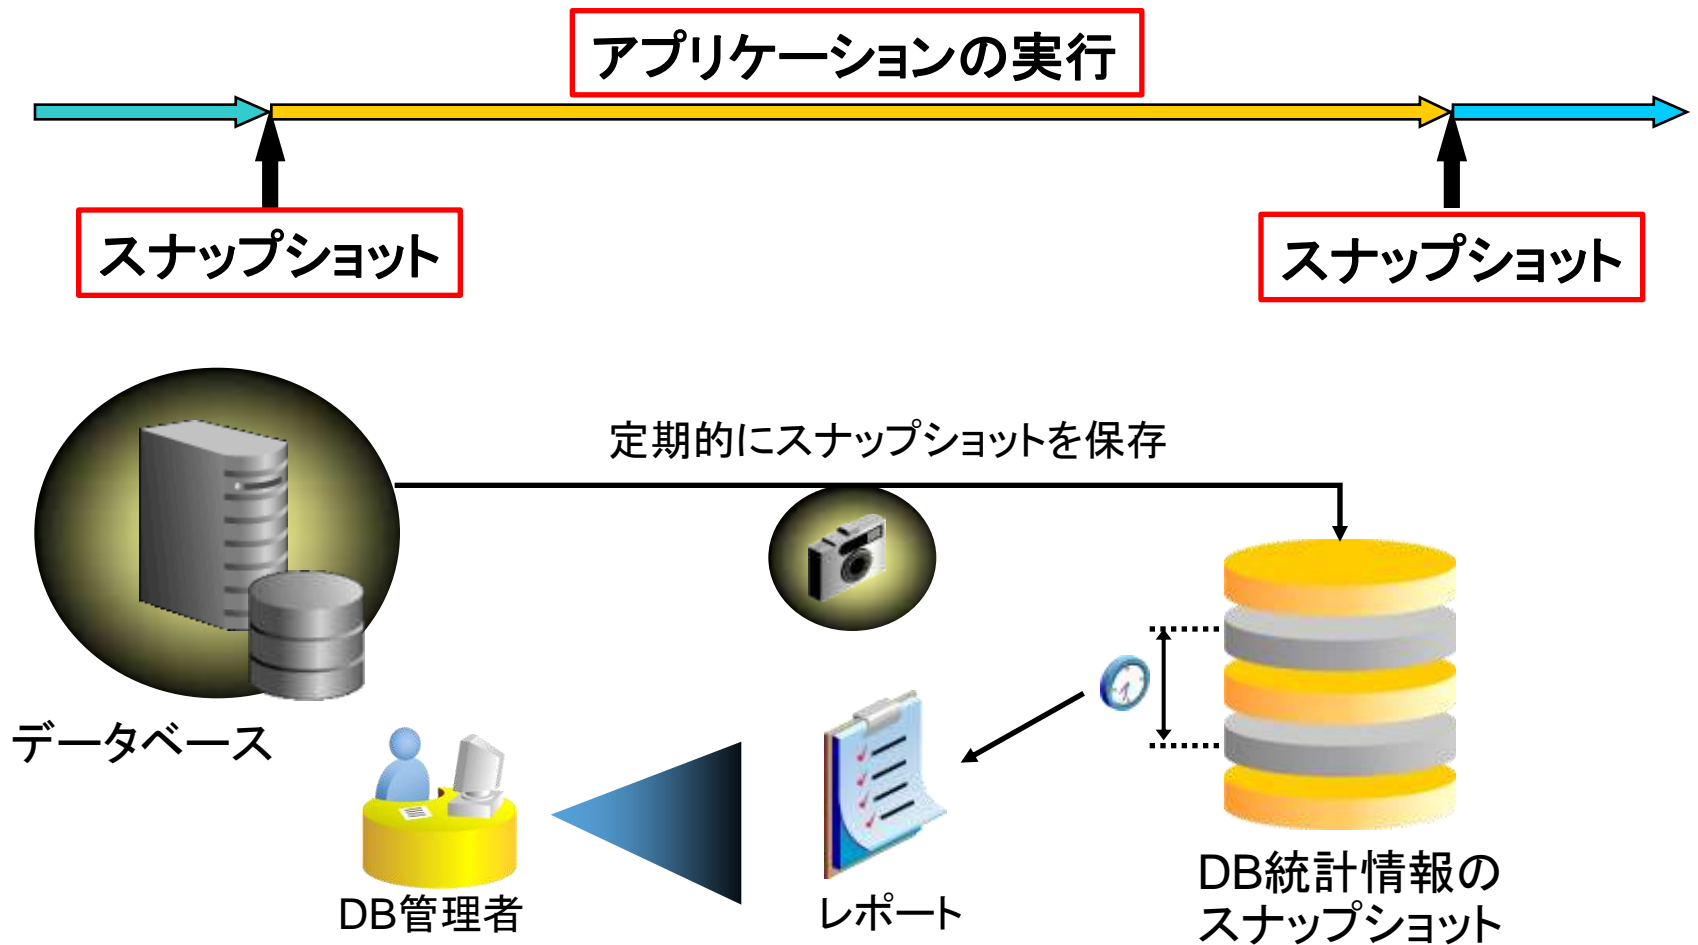 アプリケーションの実行
スナップショット
スナップショット
定期的にスナップショットを保存
データベース
DB管理者
レポート
DB統計情報の
スナップショット